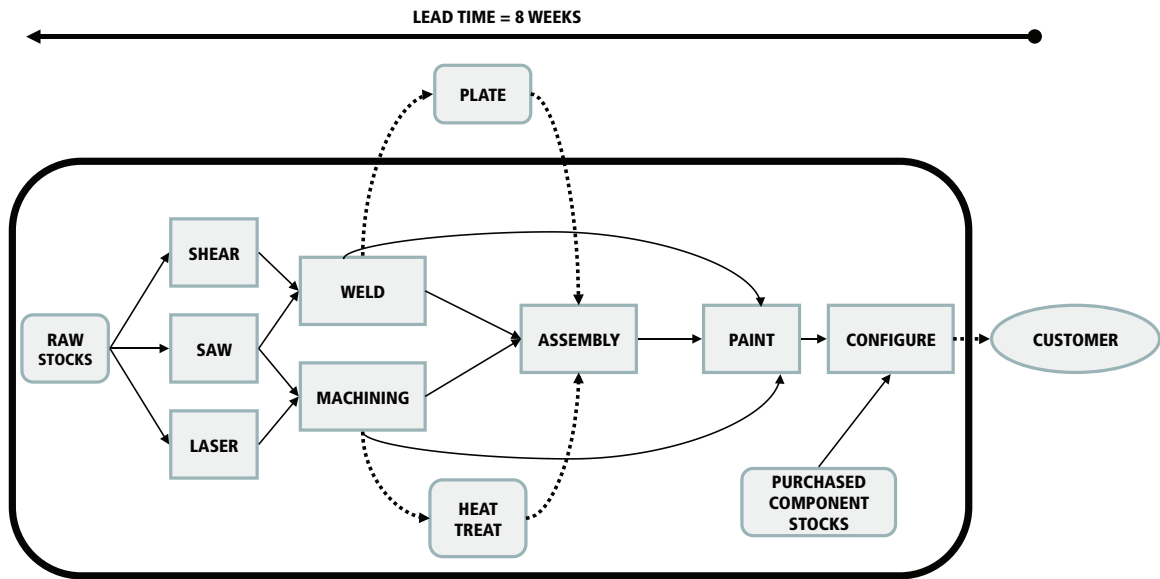 LEAD TIME = 8 WEEKS
PLATE
SHEAR
WELD
RAW
STOCKS
SAW
ASSEMBLY
PAINT
CONFIGURE
CUSTOMER
MACHINING
LASER
HEAT
TREAT
PURCHASED
COMPONENT
STOCKS